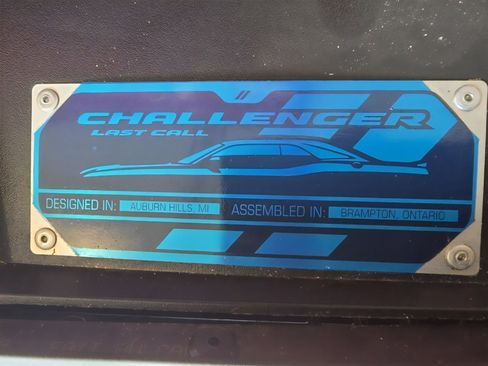 CHALLENGER
LAST CALL
DESIGNED IN: AUBURN HILLS, MI ASSEMBLED IN: BRAMPTON, ONTARIO